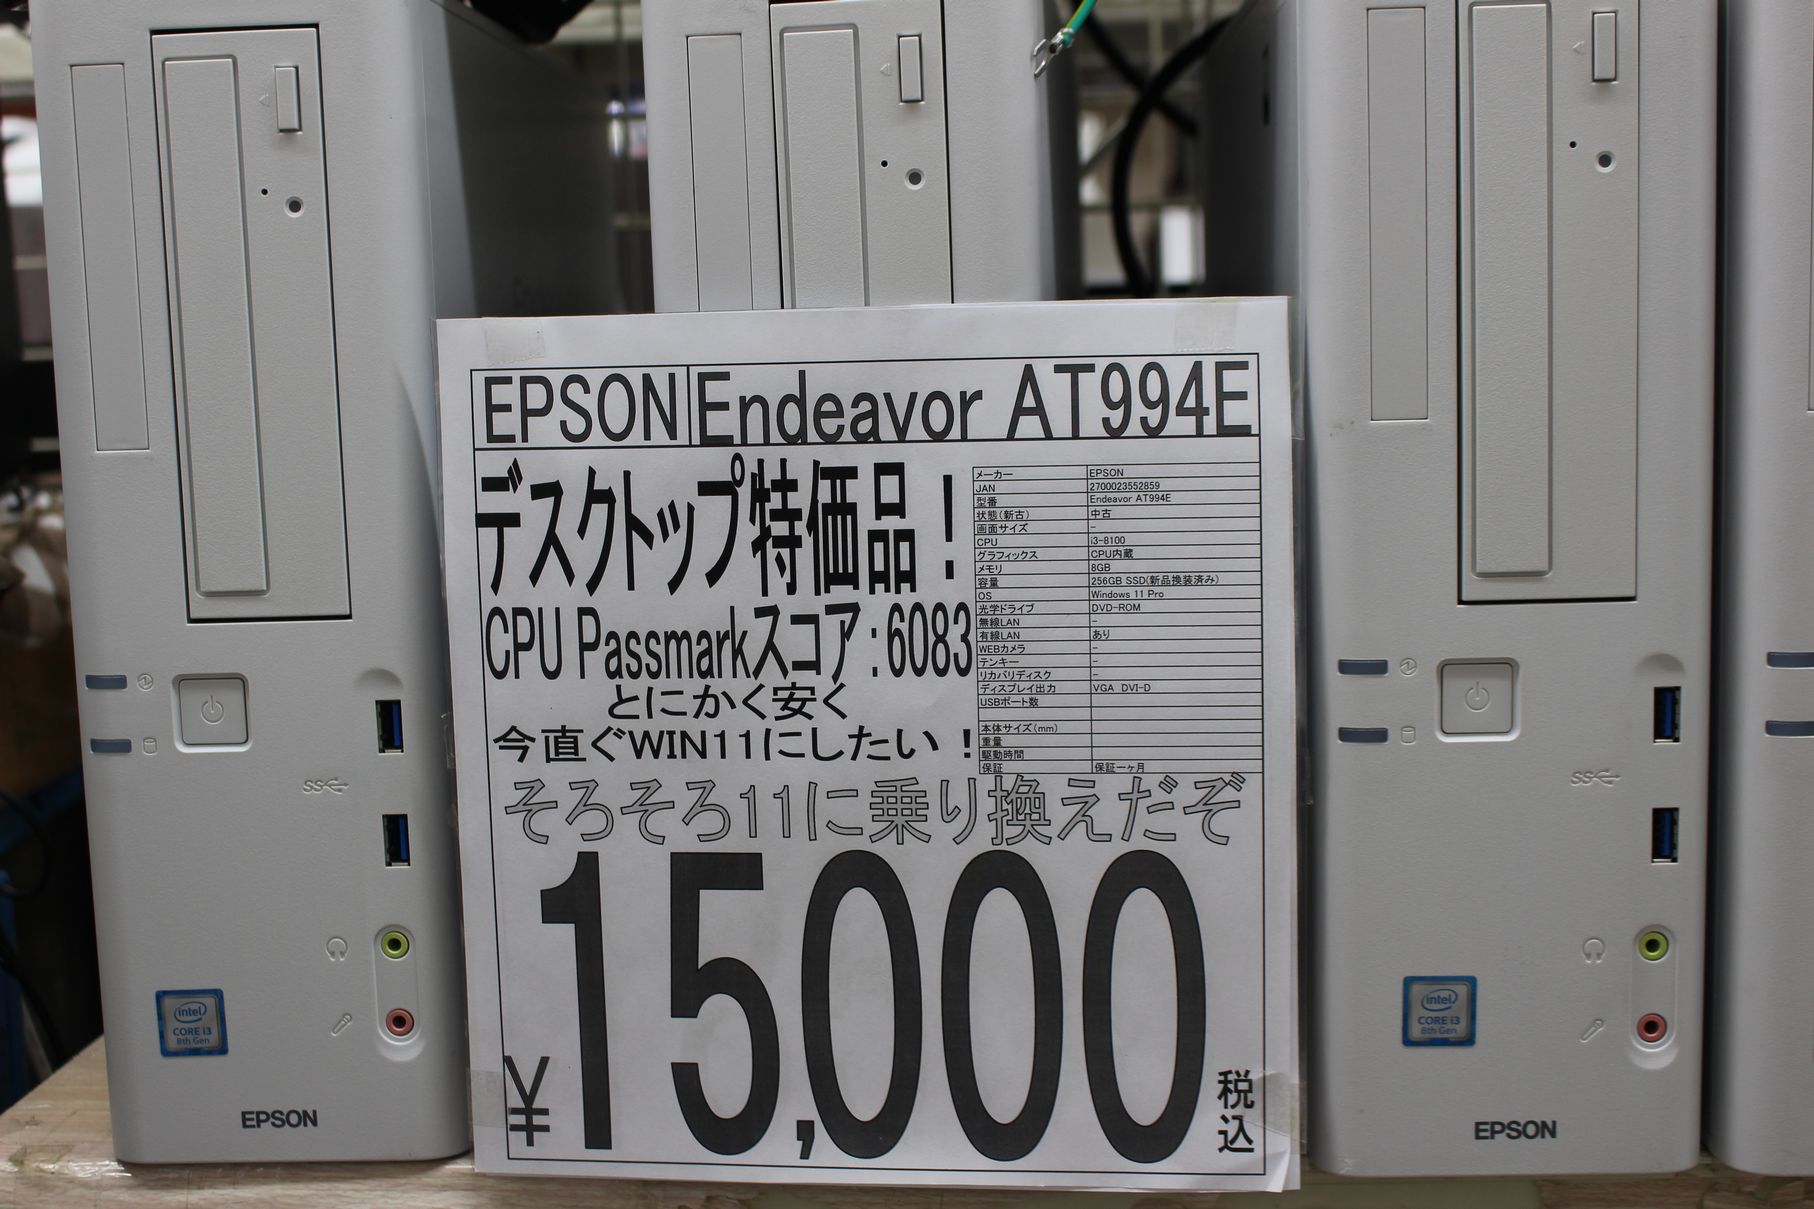 EPSON Endeavor AT994E
デスクトップ特価品！
CPU Passmarkスコア：6083
とにかく安く
今直ぐWIN11にしたい！
メーカー EPSON
JAN 2700023552859
型番 Endeavor AT994E
状態(新古) 中古
画面サイズ -
CPU i3-8100
グラフィックス CPU内蔵
メモリ 8GB
容量 256GB SSD(新品換装済み)
OS Windows 11 Pro
光学ドライブ DVD-ROM
無線LAN -
有線LAN あり
WEBカメラ -
テンキー -
リカバリディスク -
ディスプレイ出力 VGA DVI-D
USBポート数
本体サイズ(mm)
重量
駆動時間
保証 保証一ヶ月
そろそろ11に乗り換えだぞ
¥15,000 税込
intel
CORE i3
8th Gen
EPSON
intel
CORE i3
8th Gen
EPSON